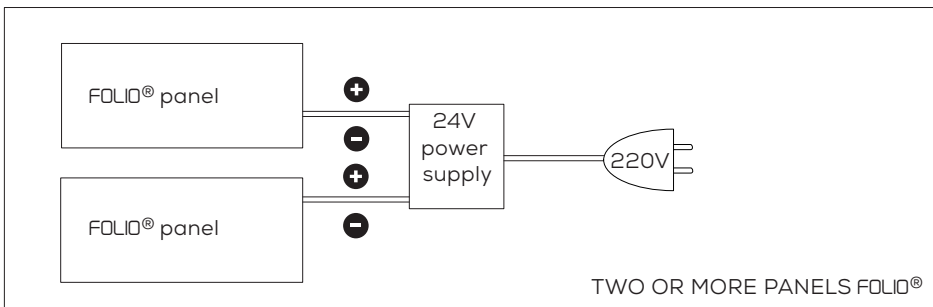 FOLIO® panel
+
−
24V
power
supply
220V
+
−
FOLIO® panel
TWO OR MORE PANELS FOLIO®